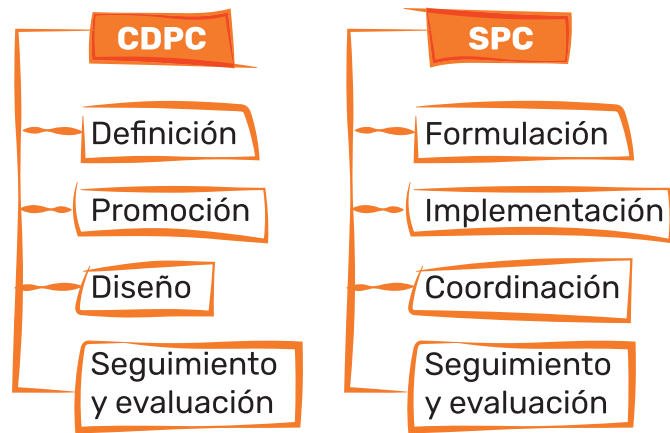 CDPC
Definición
Promoción
Diseño
Seguimiento
y evaluación
SPC
Formulación
Implementación
Coordinación
Seguimiento
y evaluación